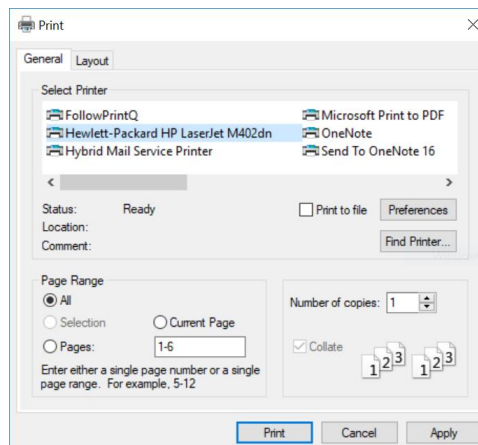 Print
General Layout
Select Printer
FollowPrintQ
Hewlett-Packard HP LaserJet M402dn
Hybrid Mail Service Printer
Microsoft Print to PDF
OneNote
Send To OneNote 16
Status: Ready
Location:
Comment:
Print to file
Preferences
Find Printer...
Page Range
All
Selection
Current Page
Pages: 1-6
Enter either a single page number or a single
page range. For example, 5-12
Number of copies: 1
Collate
1 2 3 1 2 3
Print Cancel Apply